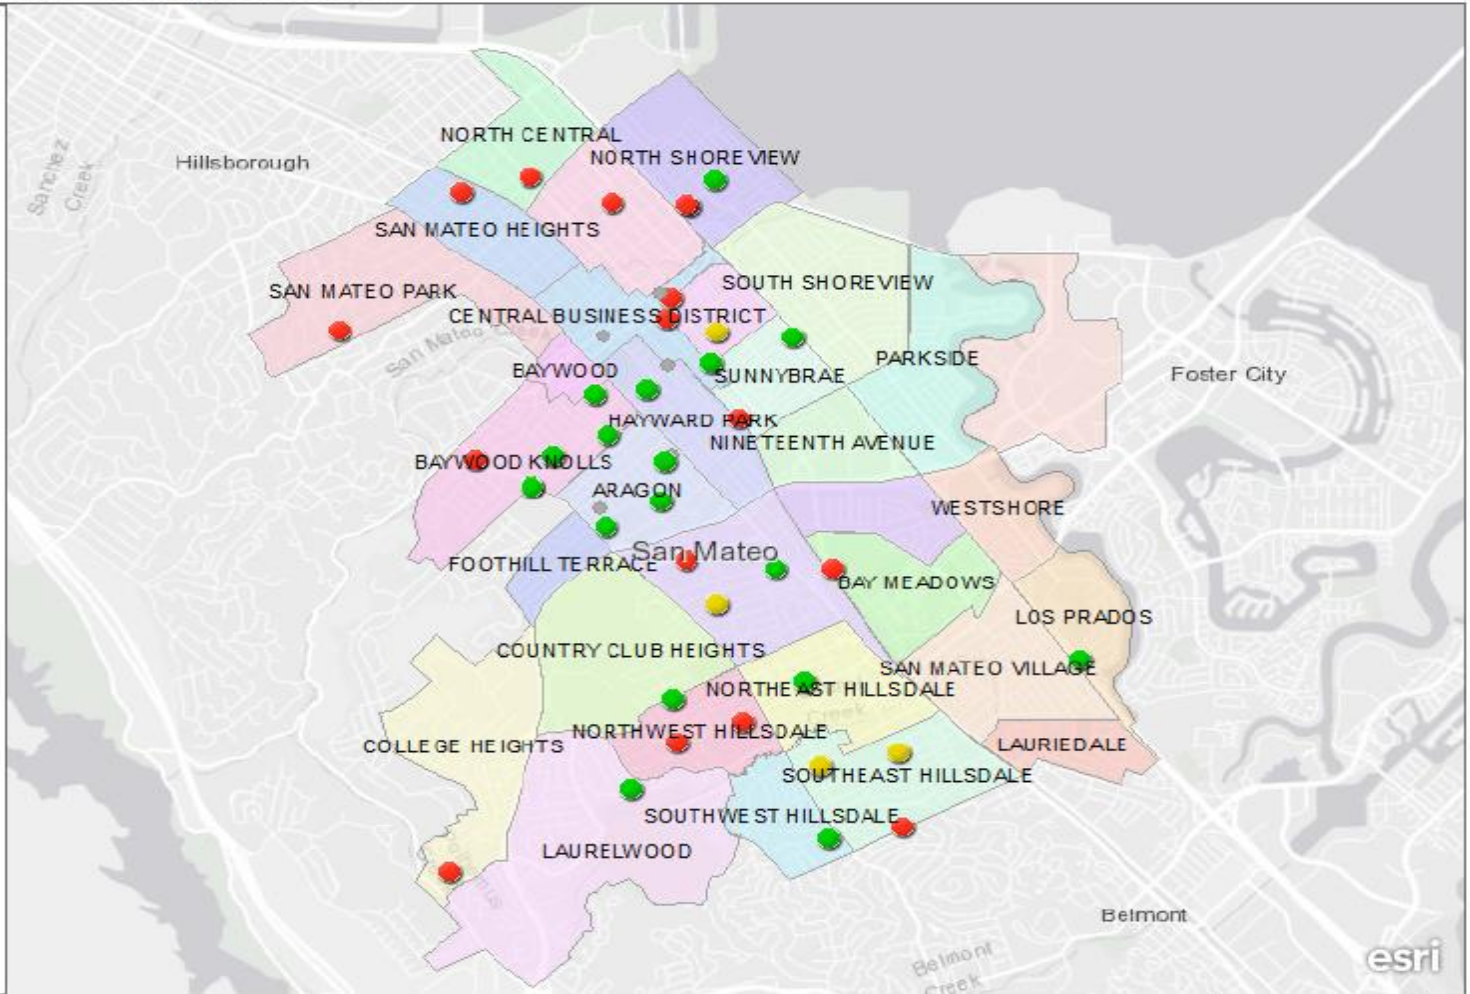 NORTH CENTRAL
Hillsborough
NORTH SHOREVIEW
Sanchez
Creek
SAN MATEO HEIGHTS
SOUTH SHOREVIEW
SAN MATEO PARK
CENTRAL BUSINESS DISTRICT
San Mateo Creek
PARKSIDE
BAYWOOD
SUNNYBRAE
Foster City
HAYWARD PARK
NINETEENTH AVENUE
BAYWOOD KNOLLS
ARAGON
WESTSHORE
San Mateo
FOOTHILL TERRACE
BAY MEADOWS
LOS PRADOS
COUNTRY CLUB HEIGHTS
SAN MATEO VILLAGE
NORTHEAST HILLSDALE
Creek
NORTHWEST HILLSDALE
COLLEGE HEIGHTS
LAURIEDALE
SOUTHEAST HILLSDALE
SOUTHWEST HILLSDALE
LAURELWOOD
Belmont
esri
Belmont
Creek